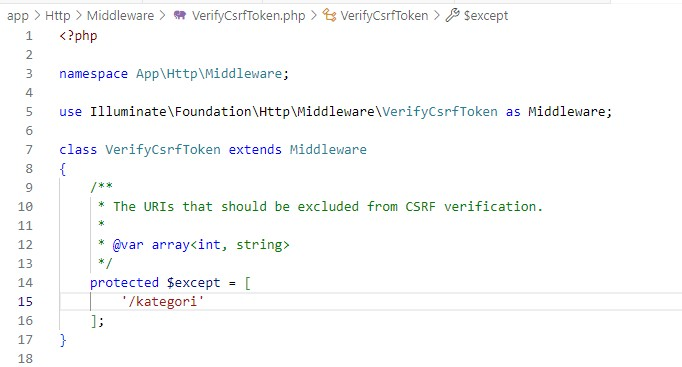 app > Http > Middleware > VerifyCsrfToken.php > VerifyCsrfToken > $except
1 <?php
2
3 namespace App\Http\Middleware;
4
5 use Illuminate\Foundation\Http\Middleware\VerifyCsrfToken as Middleware;
6
7 class VerifyCsrfToken extends Middleware
8 {
9     /**
10      * The URIs that should be excluded from CSRF verification.
11      *
12      * @var array<int, string>
13      */
14     protected $except = [
15         '/kategori'
16     ];
17 }
18